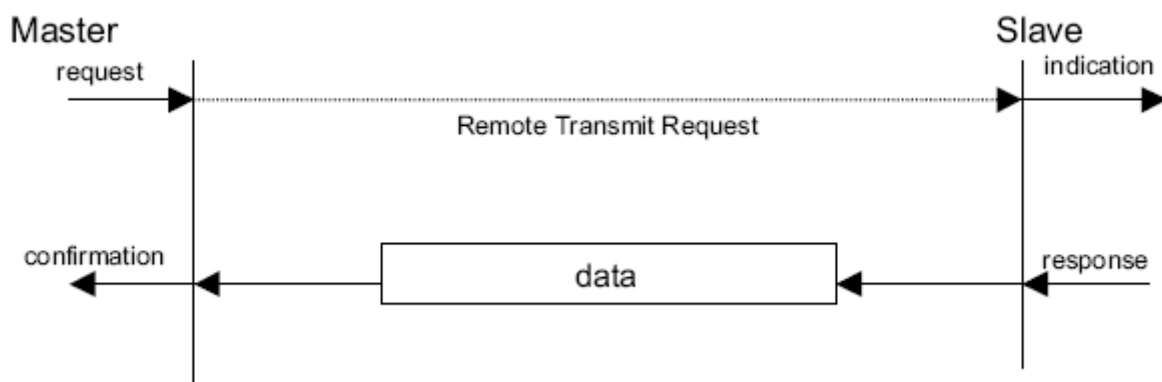 Master
Slave
request
indication
Remote Transmit Request
confirmation
data
response